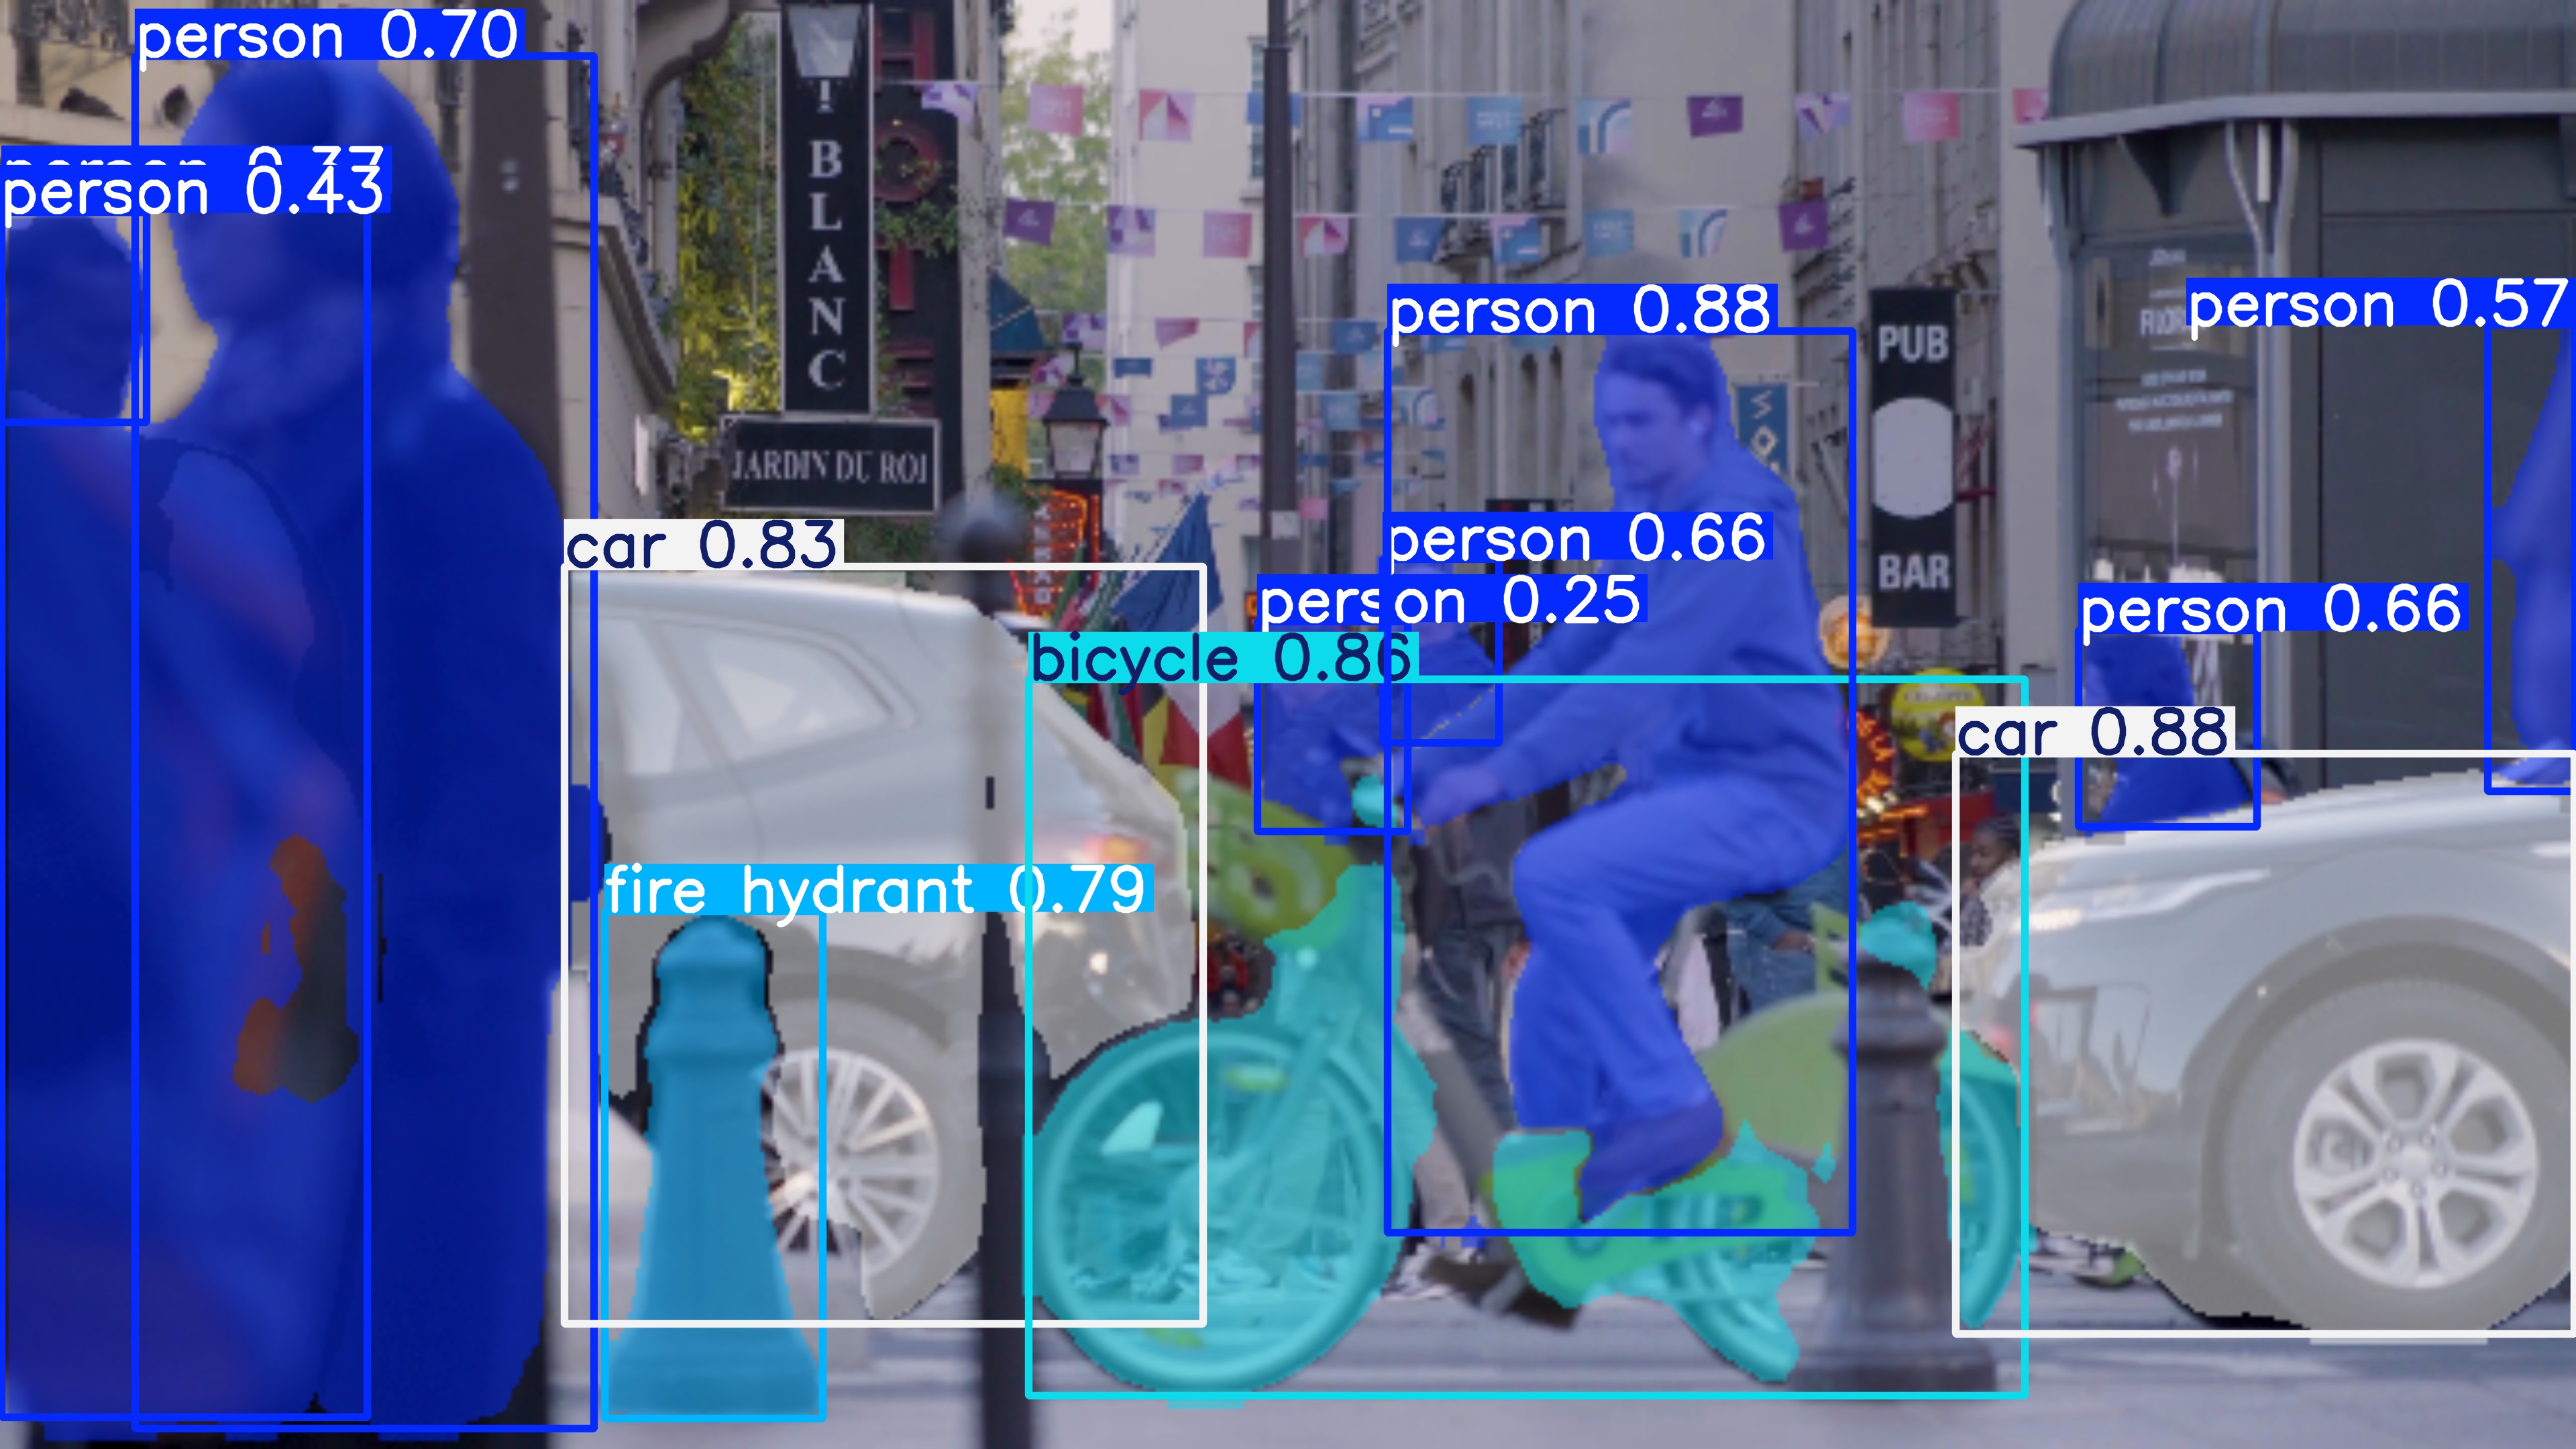 person 0.70
person 0.43
N
T
B
L
A
N
C
JARDIN DU ROI
person 0.88
PUB
BAR
person 0.57
person 0.66
person 0.25
car 0.83
bicycle 0.86
person 0.66
car 0.88
fire hydrant 0.79